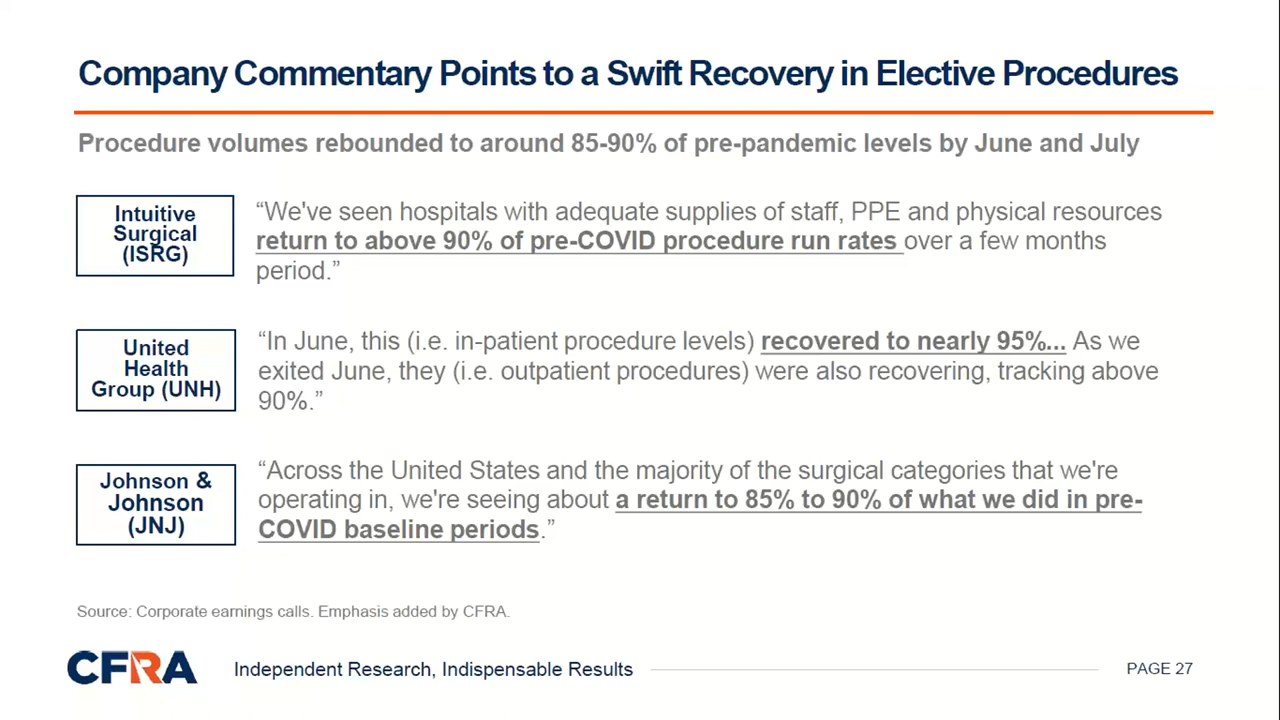 Company Commentary Points to a Swift Recovery in Elective Procedures
Procedure volumes rebounded to around 85-90% of pre-pandemic levels by June and July
Intuitive
Surgical
(ISRG)
“We've seen hospitals with adequate supplies of staff, PPE and physical resources
return to above 90% of pre-COVID procedure run rates over a few months
period.”
United
Health
Group (UNH)
“In June, this (i.e. in-patient procedure levels) recovered to nearly 95%... As we
exited June, they (i.e. outpatient procedures) were also recovering, tracking above
90%.”
Johnson &
Johnson
(JNJ)
“Across the United States and the majority of the surgical categories that we're
operating in, we're seeing about a return to 85% to 90% of what we did in pre-
COVID baseline periods.”
Source: Corporate earnings calls. Emphasis added by CFRA.
CFRA
Independent Research, Indispensable Results
PAGE 27